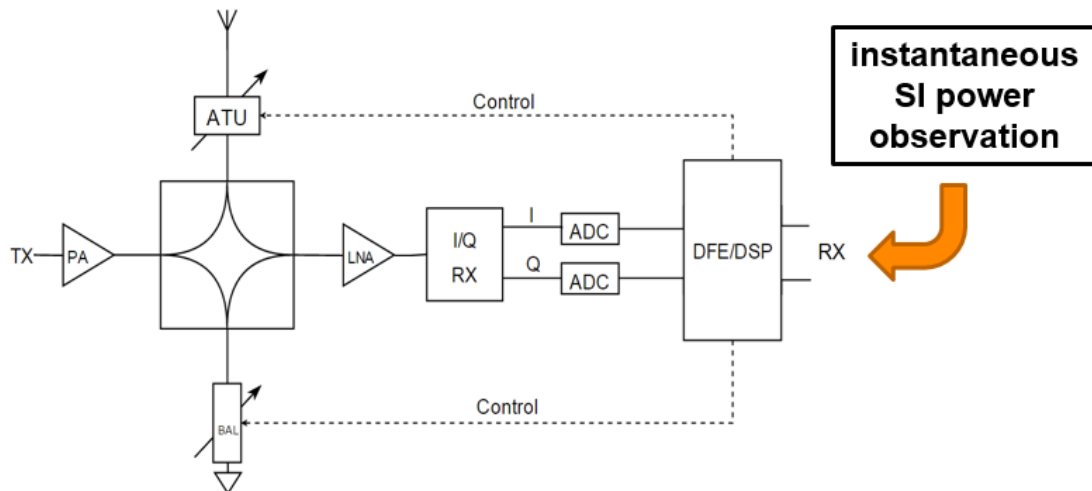 instantaneous
SI power
observation
Control
ATU
TX
PA
LNA
I/Q
RX
I
Q
ADC
ADC
DFE/DSP
RX
Control
BAL